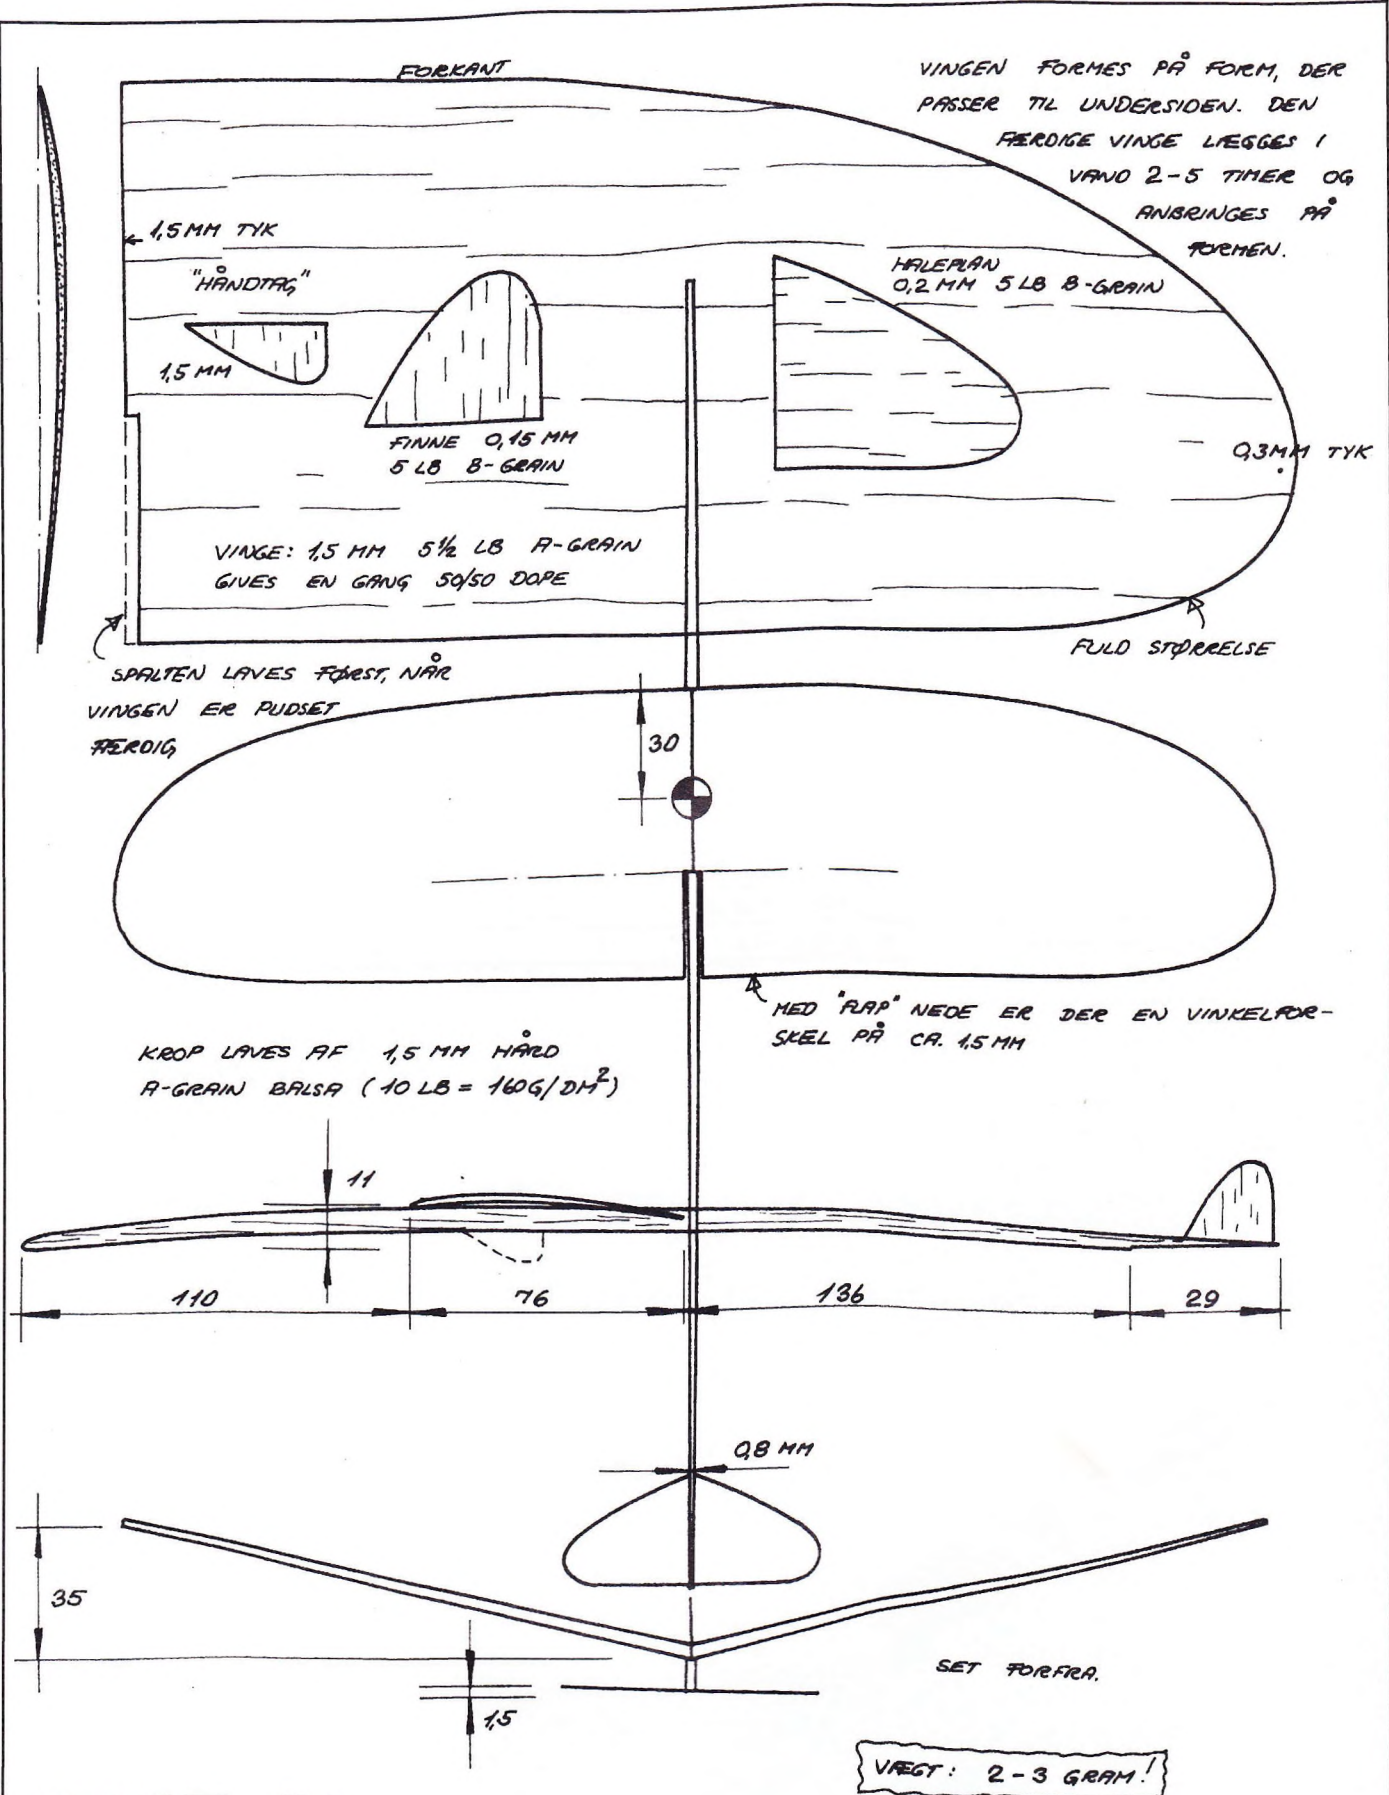 FORKANT
VINGEN FORMES PÅ FORM, DER
PASSER TIL UNDERSIDEN. DEN
FÆRDIGE VINGE LÆGGES I
VAND 2-5 TIMER OG
ANBRINGES PÅ
FORMEN.
1,5 MM TYK
"HÅNDTAG"
1,5 MM
HALEPLAN
0,2 MM 5 LB B-GRAIN
FINNE 0,15 MM
5 LB B-GRAIN
0,3MM TYK
VINGE: 1,5 MM 5½ LB A-GRAIN
GIVES EN GANG 50/50 DOPE
FULD STØRRELSE
SPALTEN LAVES FØRST, NÅR
VINGEN ER PUDSET
FÆRDIG
30
MED "FLAP" NEDE ER DER EN VINKELFOR-
SKEL PÅ CA. 1,5 MM
KROP LAVES AF 1,5 MM HÅRD
A-GRAIN BALSA (10 LB = 160G/DM²)
11
110
76
136
29
0,8 MM
35
SET FORFRA.
1,5
VÆGT: 2-3 GRAM!